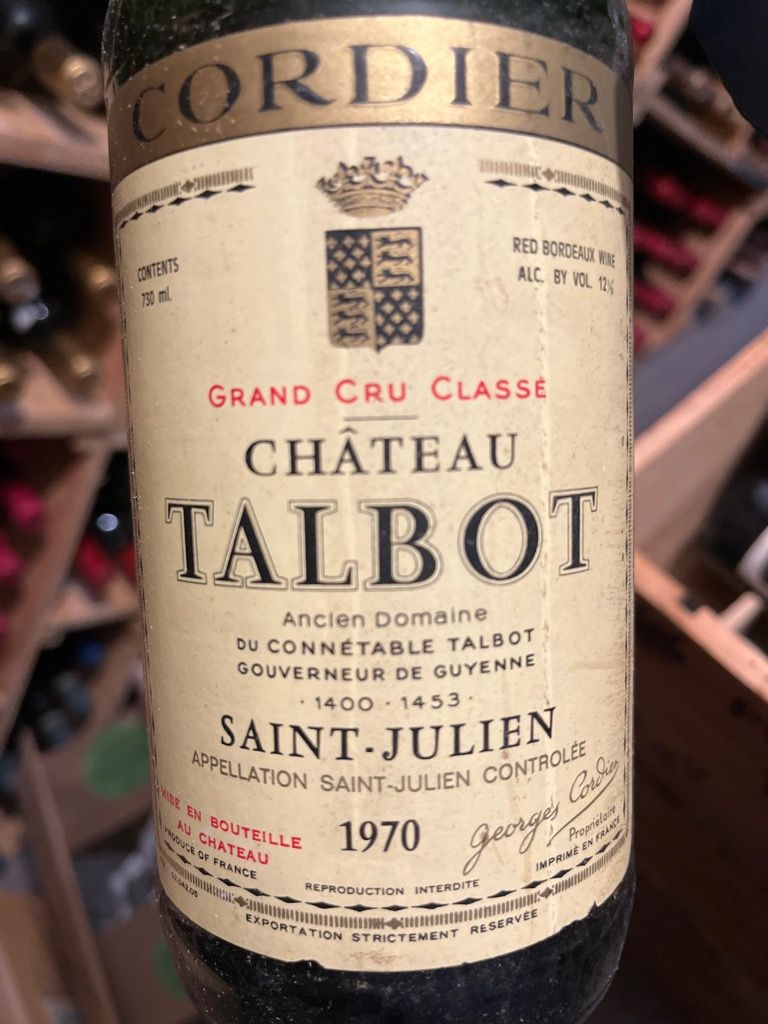 CORDIER
CONTENTS
730 ml.
RED BORDEAUX WINE
ALC. BY VOL. 12%
GRAND CRU CLASSÉ
CHÂTEAU
TALBOT
Ancien Domaine
DU CONNÉTABLE TALBOT
GOUVERNEUR DE GUYENNE
· 1400 · 1453 ·
SAINT-JULIEN
APPELLATION SAINT-JULIEN CONTROLÉE
MISE EN BOUTEILLE
AU CHATEAU
PRODUCE OF FRANCE
1970
Georges Cordier
Propriétaire
IMPRIMÉ EN FRANCE
REPRODUCTION INTERDITE
EXPORTATION STRICTEMENT RESERVÉE